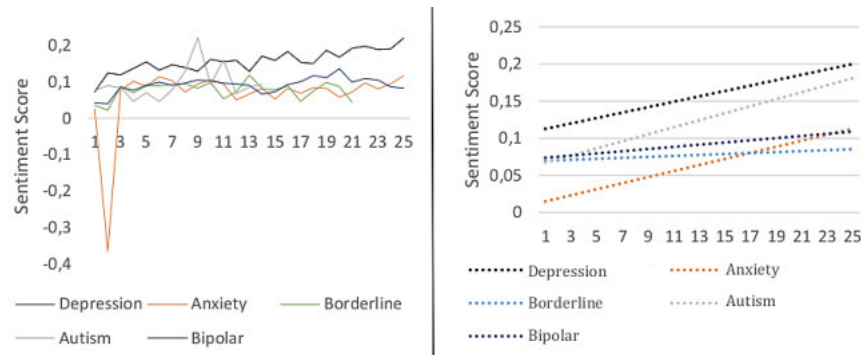 Sentiment Score
0,2
0,1
0
-0,1
-0,2
-0,3
-0,4
1 3 5 7 9 11 13 15 17 19 21 23 25
Depression Anxiety Borderline
Autism Bipolar
Sentiment Score
0,25
0,2
0,15
0,1
0,05
0
1 3 5 7 9 11 13 15 17 19 21 23 25
Depression Anxiety
Borderline Autism
Bipolar